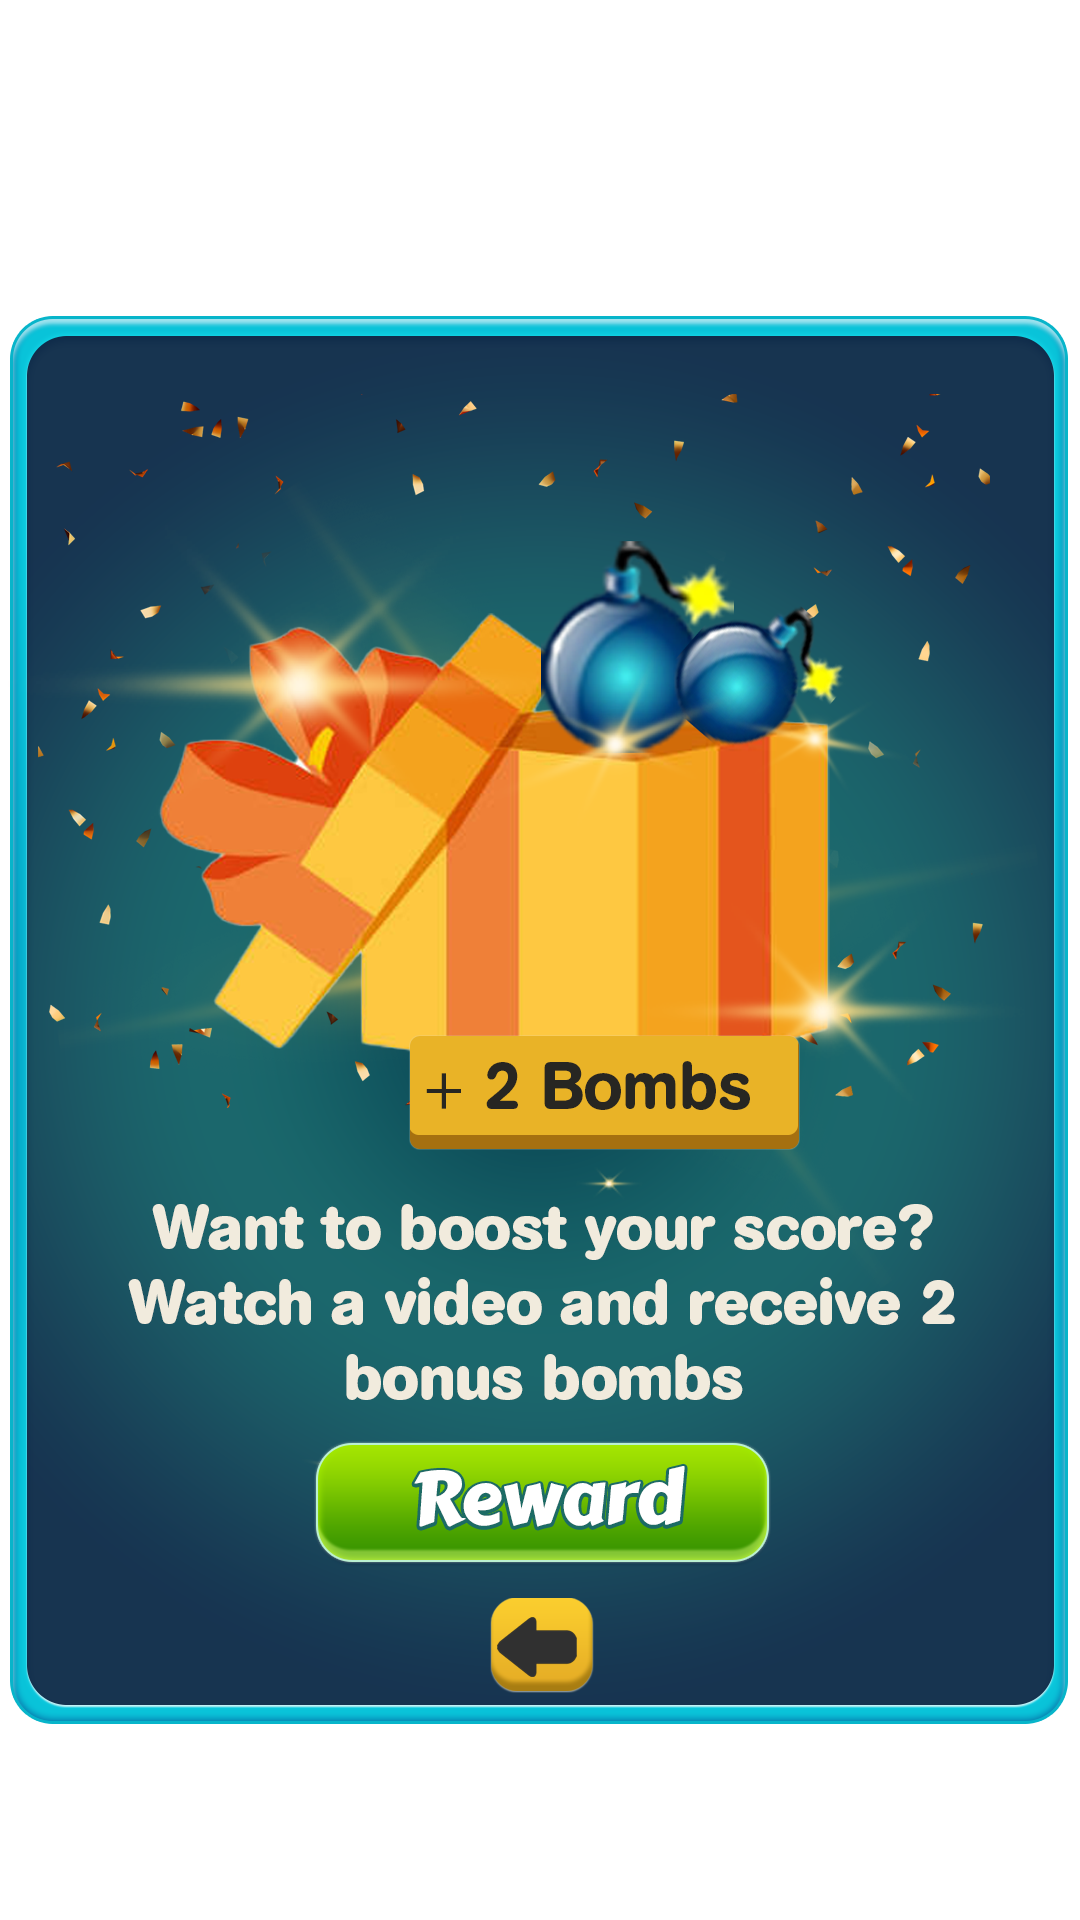 + 2 Bombs
Want to boost your score?
Watch a video and receive 2
bonus bombs
Reward